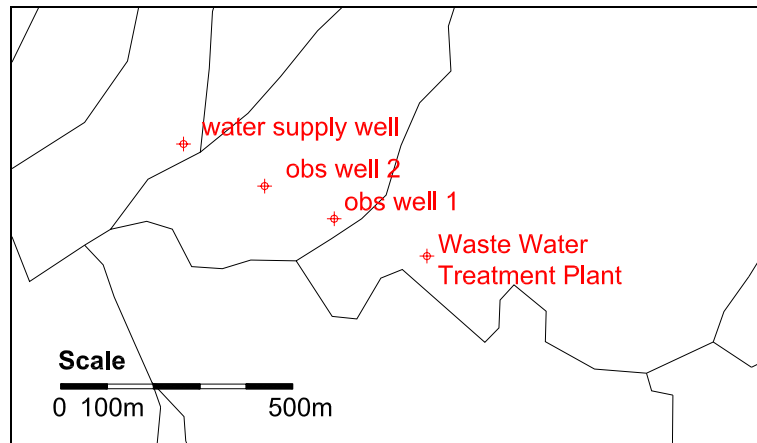 water supply well
obs well 2
obs well 1
Waste Water
Treatment Plant
Scale
0 100m 500m